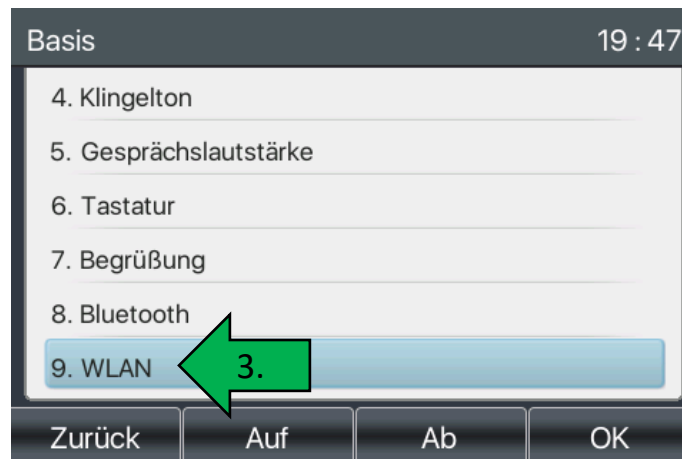 Basis 19 : 47
4. Klingelton
5. Gesprächslautstärke
6. Tastatur
7. Begrüßung
8. Bluetooth
9. WLAN 3.
Zurück Auf Ab OK